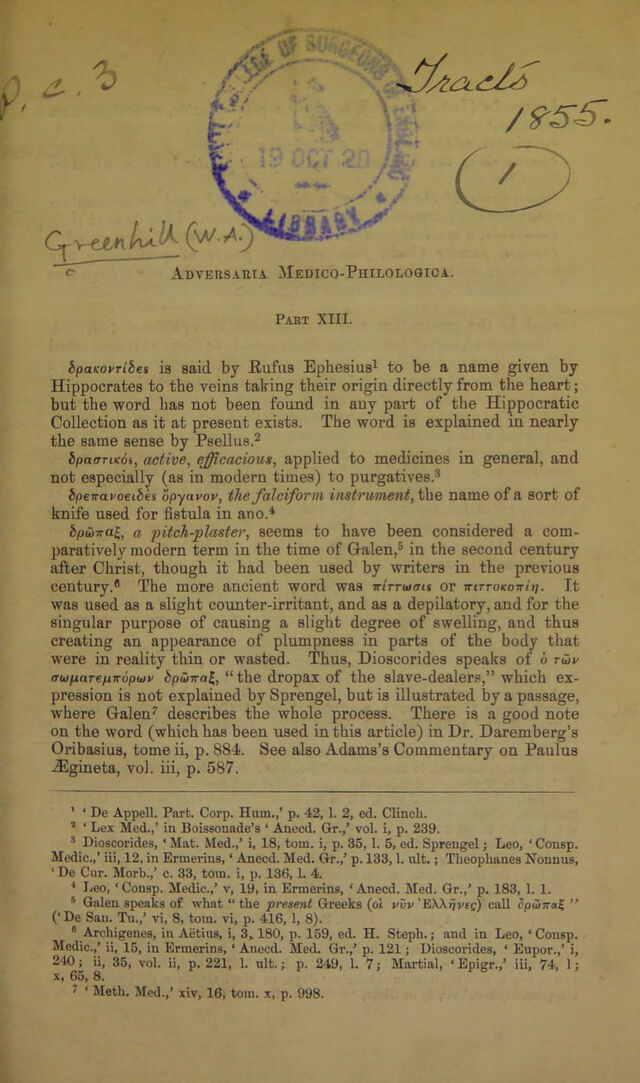 P. c. 3
COLLEGE OF SURGEONS OF ENGLAND
19 OCT 20
LIBRARY
Tracts
1855.
1
Greenhill (W.A.)
ADVERSARIA MEDICO-PHILOLOGICA.
PART XIII.
δρακοντίδες is said by Rufus Ephesius¹ to be a name given by
Hippocrates to the veins taking their origin directly from the heart;
but the word has not been found in any part of the Hippocratic
Collection as it at present exists. The word is explained in nearly
the same sense by Psellus.²
δραστικός, active, efficacious, applied to medicines in general, and
not especially (as in modern times) to purgatives.³
δρεπανοειδὲς ὄργανον, the falciform instrument, the name of a sort of
knife used for fistula in ano.⁴
δρῶπαξ, a pitch-plaster, seems to have been considered a com-
paratively modern term in the time of Galen,⁵ in the second century
after Christ, though it had been used by writers in the previous
century.⁶ The more ancient word was πίττωσις or πιττοκοπίη. It
was used as a slight counter-irritant, and as a depilatory, and for the
singular purpose of causing a slight degree of swelling, and thus
creating an appearance of plumpness in parts of the body that
were in reality thin or wasted. Thus, Dioscorides speaks of ὁ τῶν
σωματεμπόρων δρῶπαξ, “the dropax of the slave-dealers,” which ex-
pression is not explained by Sprengel, but is illustrated by a passage,
where Galen⁷ describes the whole process. There is a good note
on the word (which has been used in this article) in Dr. Daremberg’s
Oribasius, tome ii, p. 884. See also Adams’s Commentary on Paulus
Ægineta, vol. iii, p. 587.
¹ ‘ De Appell. Part. Corp. Hum.,’ p. 42, l. 2, ed. Clinch.
² ‘ Lex Med.,’ in Boissonade’s ‘ Anecd. Gr.,’ vol. i, p. 239.
³ Dioscorides, ‘ Mat. Med.,’ i, 18, tom. i, p. 35, l. 5, ed. Sprengel ; Leo, ‘ Consp.
Medic.,’ iii, 12, in Ermerins, ‘ Anecd. Med. Gr.,’ p. 133, l. ult. ; Theophanes Nonnus,
‘ De Cur. Morb.,’ c. 33, tom. i, p. 136, l. 4.
⁴ Leo, ‘ Consp. Medic.,’ v, 19, in Ermerins, ‘ Anecd. Med. Gr.,’ p. 183, l. 1.
⁵ Galen speaks of what “ the present Greeks (οἱ νῦν Ἕλληνες) call δρῶπαξ ”
(‘ De San. Tu.,’ vi, 8, tom. vi, p. 416, l, 8).
⁶ Archigenes, in Aëtius, i, 3, 180, p. 159, ed. H. Steph. ; and in Leo, ‘ Consp.
Medic.,’ ii, 15, in Ermerins, ‘ Anecd. Med. Gr.,’ p. 121 ; Dioscorides, ‘ Eupor.,’ i,
240 ; ii, 35, vol. ii, p. 221, l. ult. ; p. 249, l. 7 ; Martial, ‘ Epigr.,’ iii, 74, 1 ;
x, 65, 8.
⁷ ‘ Meth. Med.,’ xiv, 16, tom. x, p. 998.